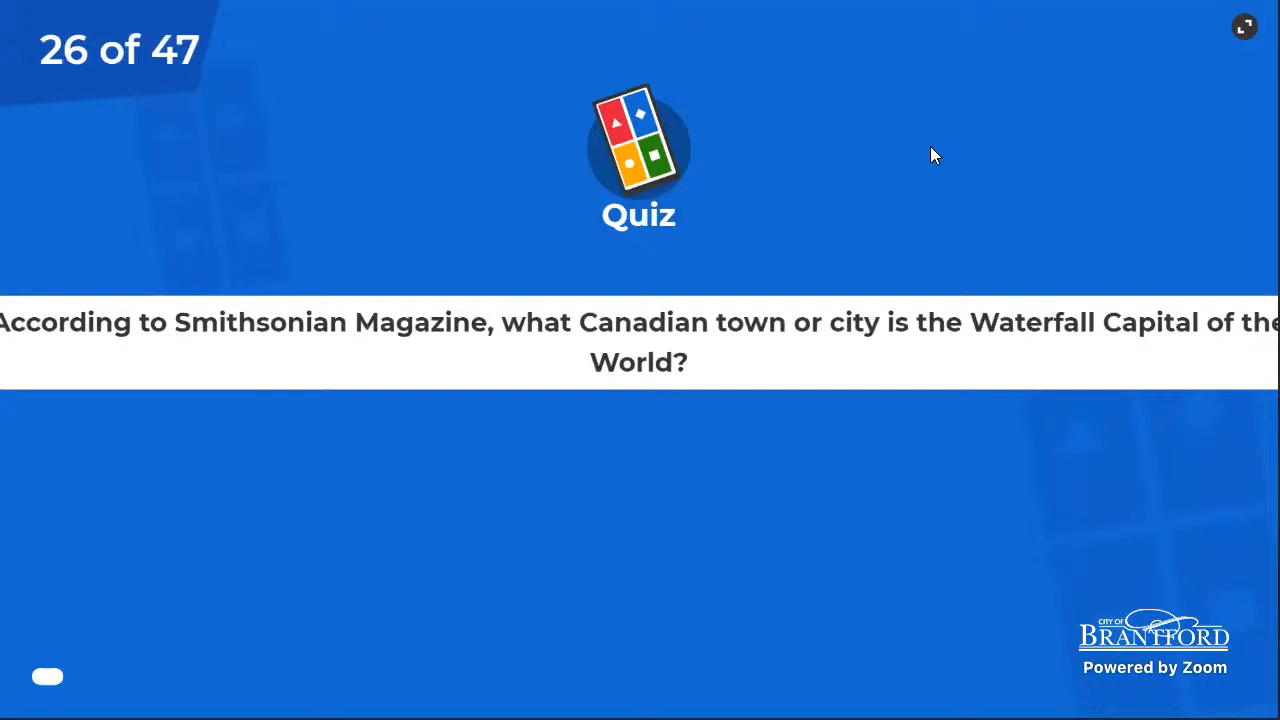 26 of 47
Quiz
According to Smithsonian Magazine, what Canadian town or city is the Waterfall Capital of the
World?
CITY OF
BRANTFORD
Powered by Zoom